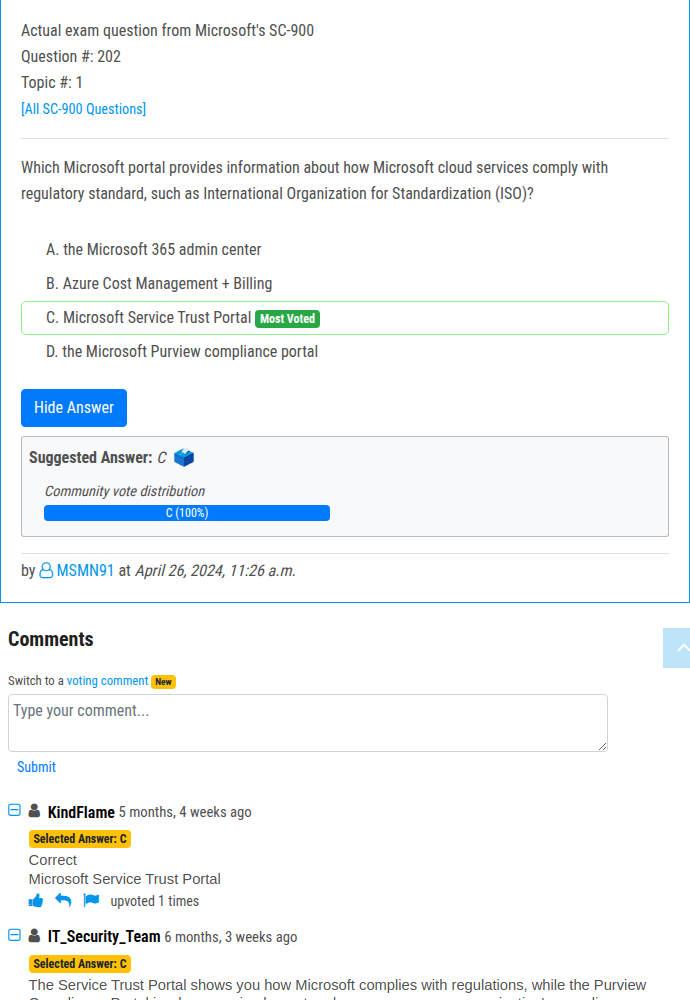 Actual exam question from Microsoft's SC-900
Question #: 202
Topic #: 1
[All SC-900 Questions]
Which Microsoft portal provides information about how Microsoft cloud services comply with
regulatory standard, such as International Organization for Standardization (ISO)?
A. the Microsoft 365 admin center
B. Azure Cost Management + Billing
C. Microsoft Service Trust Portal Most Voted
D. the Microsoft Purview compliance portal
Hide Answer
Suggested Answer: C
Community vote distribution
C (100%)
by MSMN91 at April 26, 2024, 11:26 a.m.
Comments
Switch to a voting comment New
Type your comment...
Submit
KindFlame 5 months, 4 weeks ago
Selected Answer: C
Correct
Microsoft Service Trust Portal
upvoted 1 times
IT_Security_Team 6 months, 3 weeks ago
Selected Answer: C
The Service Trust Portal shows you how Microsoft complies with regulations, while the Purview